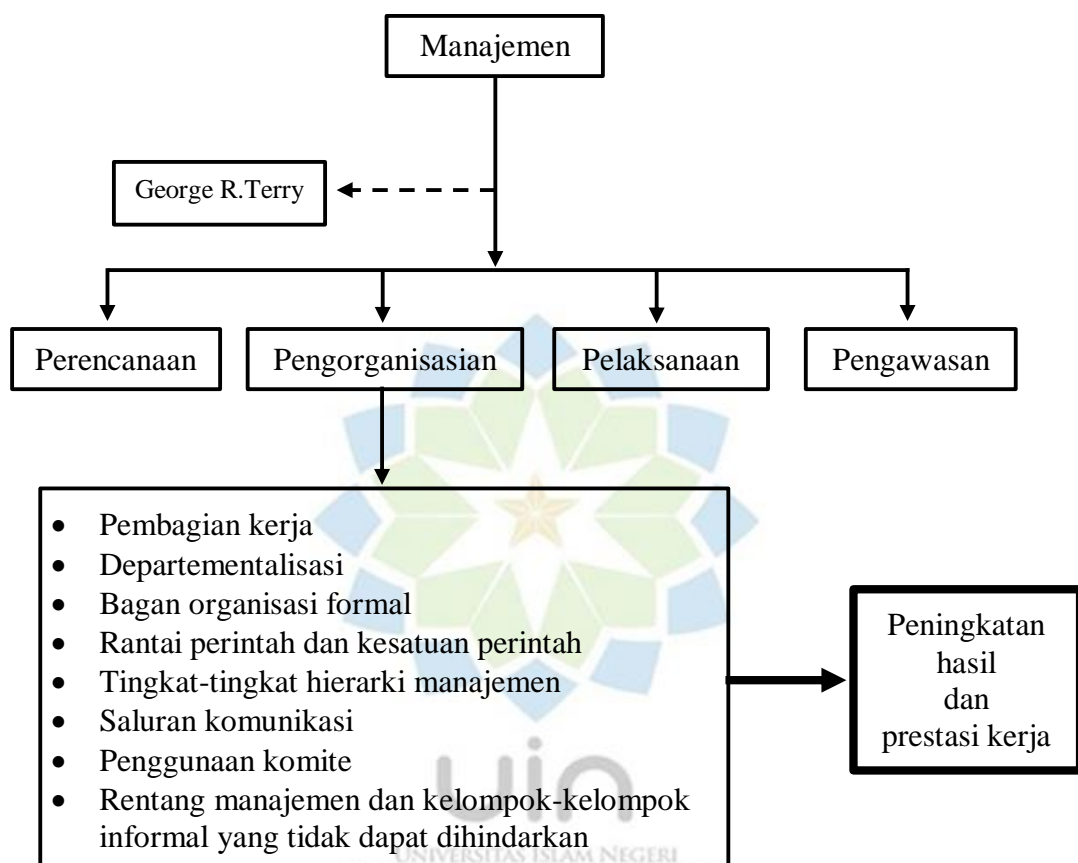 Manajemen
George R.Terry
Perencanaan
Pengorganisasian
Pelaksanaan
Pengawasan
• Pembagian kerja
• Departementalisasi
• Bagan organisasi formal
• Rantai perintah dan kesatuan perintah
• Tingkat-tingkat hierarki manajemen
• Saluran komunikasi
• Penggunaan komite
• Rentang manajemen dan kelompok-kelompok
informal yang tidak dapat dihindarkan
Peningkatan
hasil
dan
prestasi kerja
uin
UNIVERSITAS ISLAM NEGERI